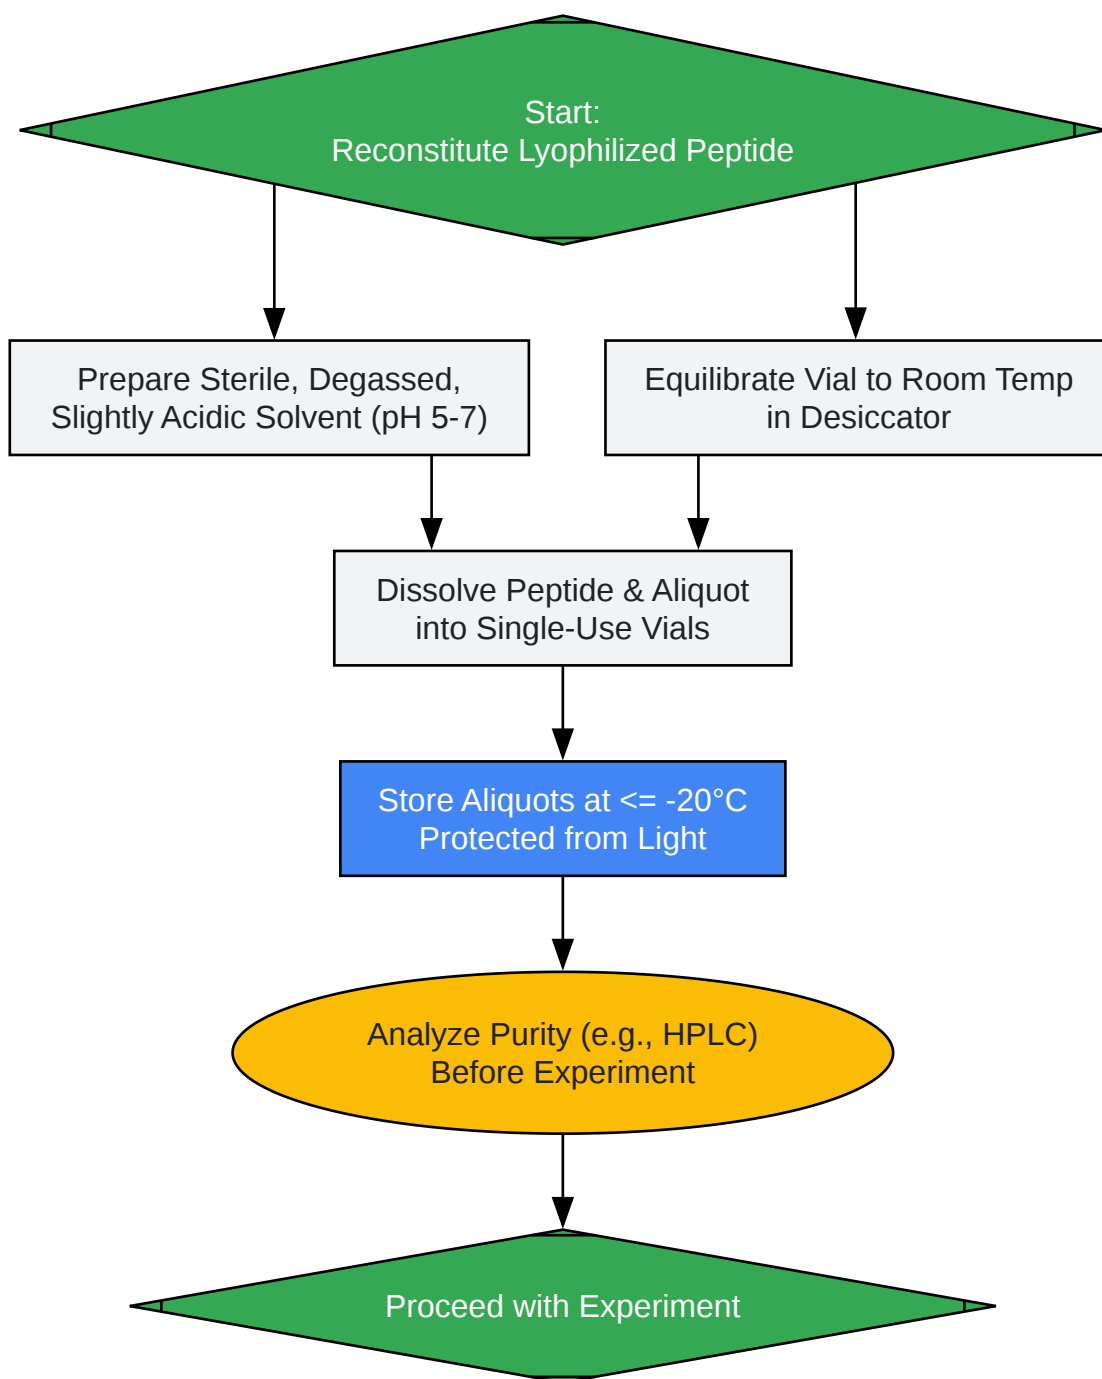 Start:
Reconstitute Lyophilized Peptide
Prepare Sterile, Degassed,
Slightly Acidic Solvent (pH 5-7)
Equilibrate Vial to Room Temp
in Desiccator
Dissolve Peptide & Aliquot
into Single-Use Vials
Store Aliquots at <= -20°C
Protected from Light
Analyze Purity (e.g., HPLC)
Before Experiment
Proceed with Experiment